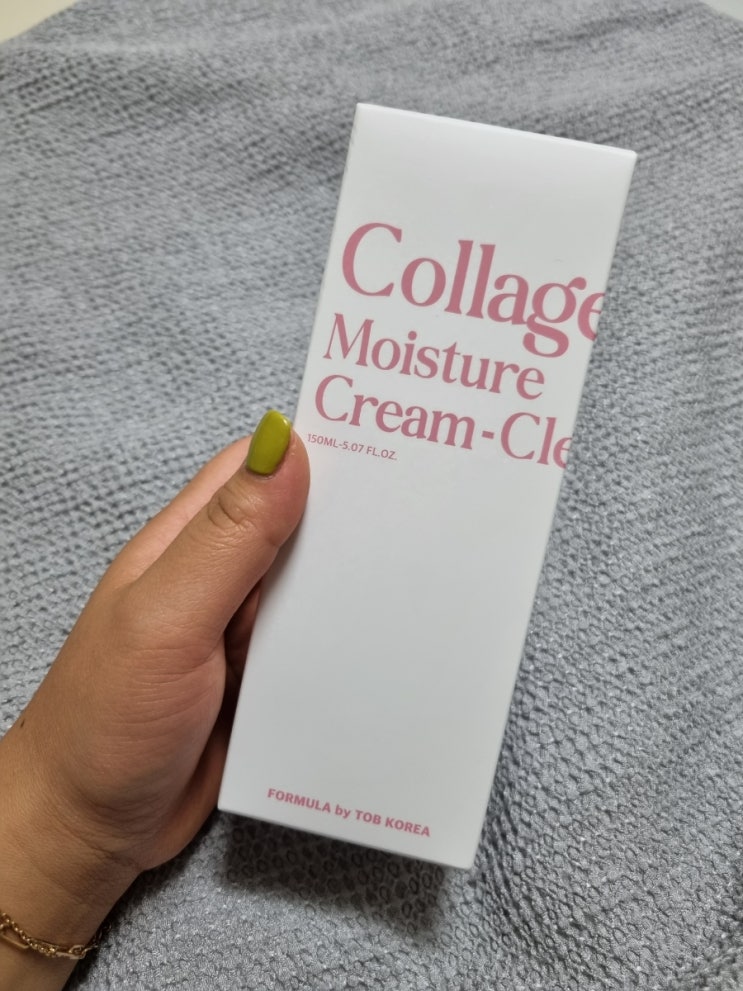 Collage
Moisture
Cream-Cle
150ML-5.07 FL.OZ.
FORMULA by TOB KOREA